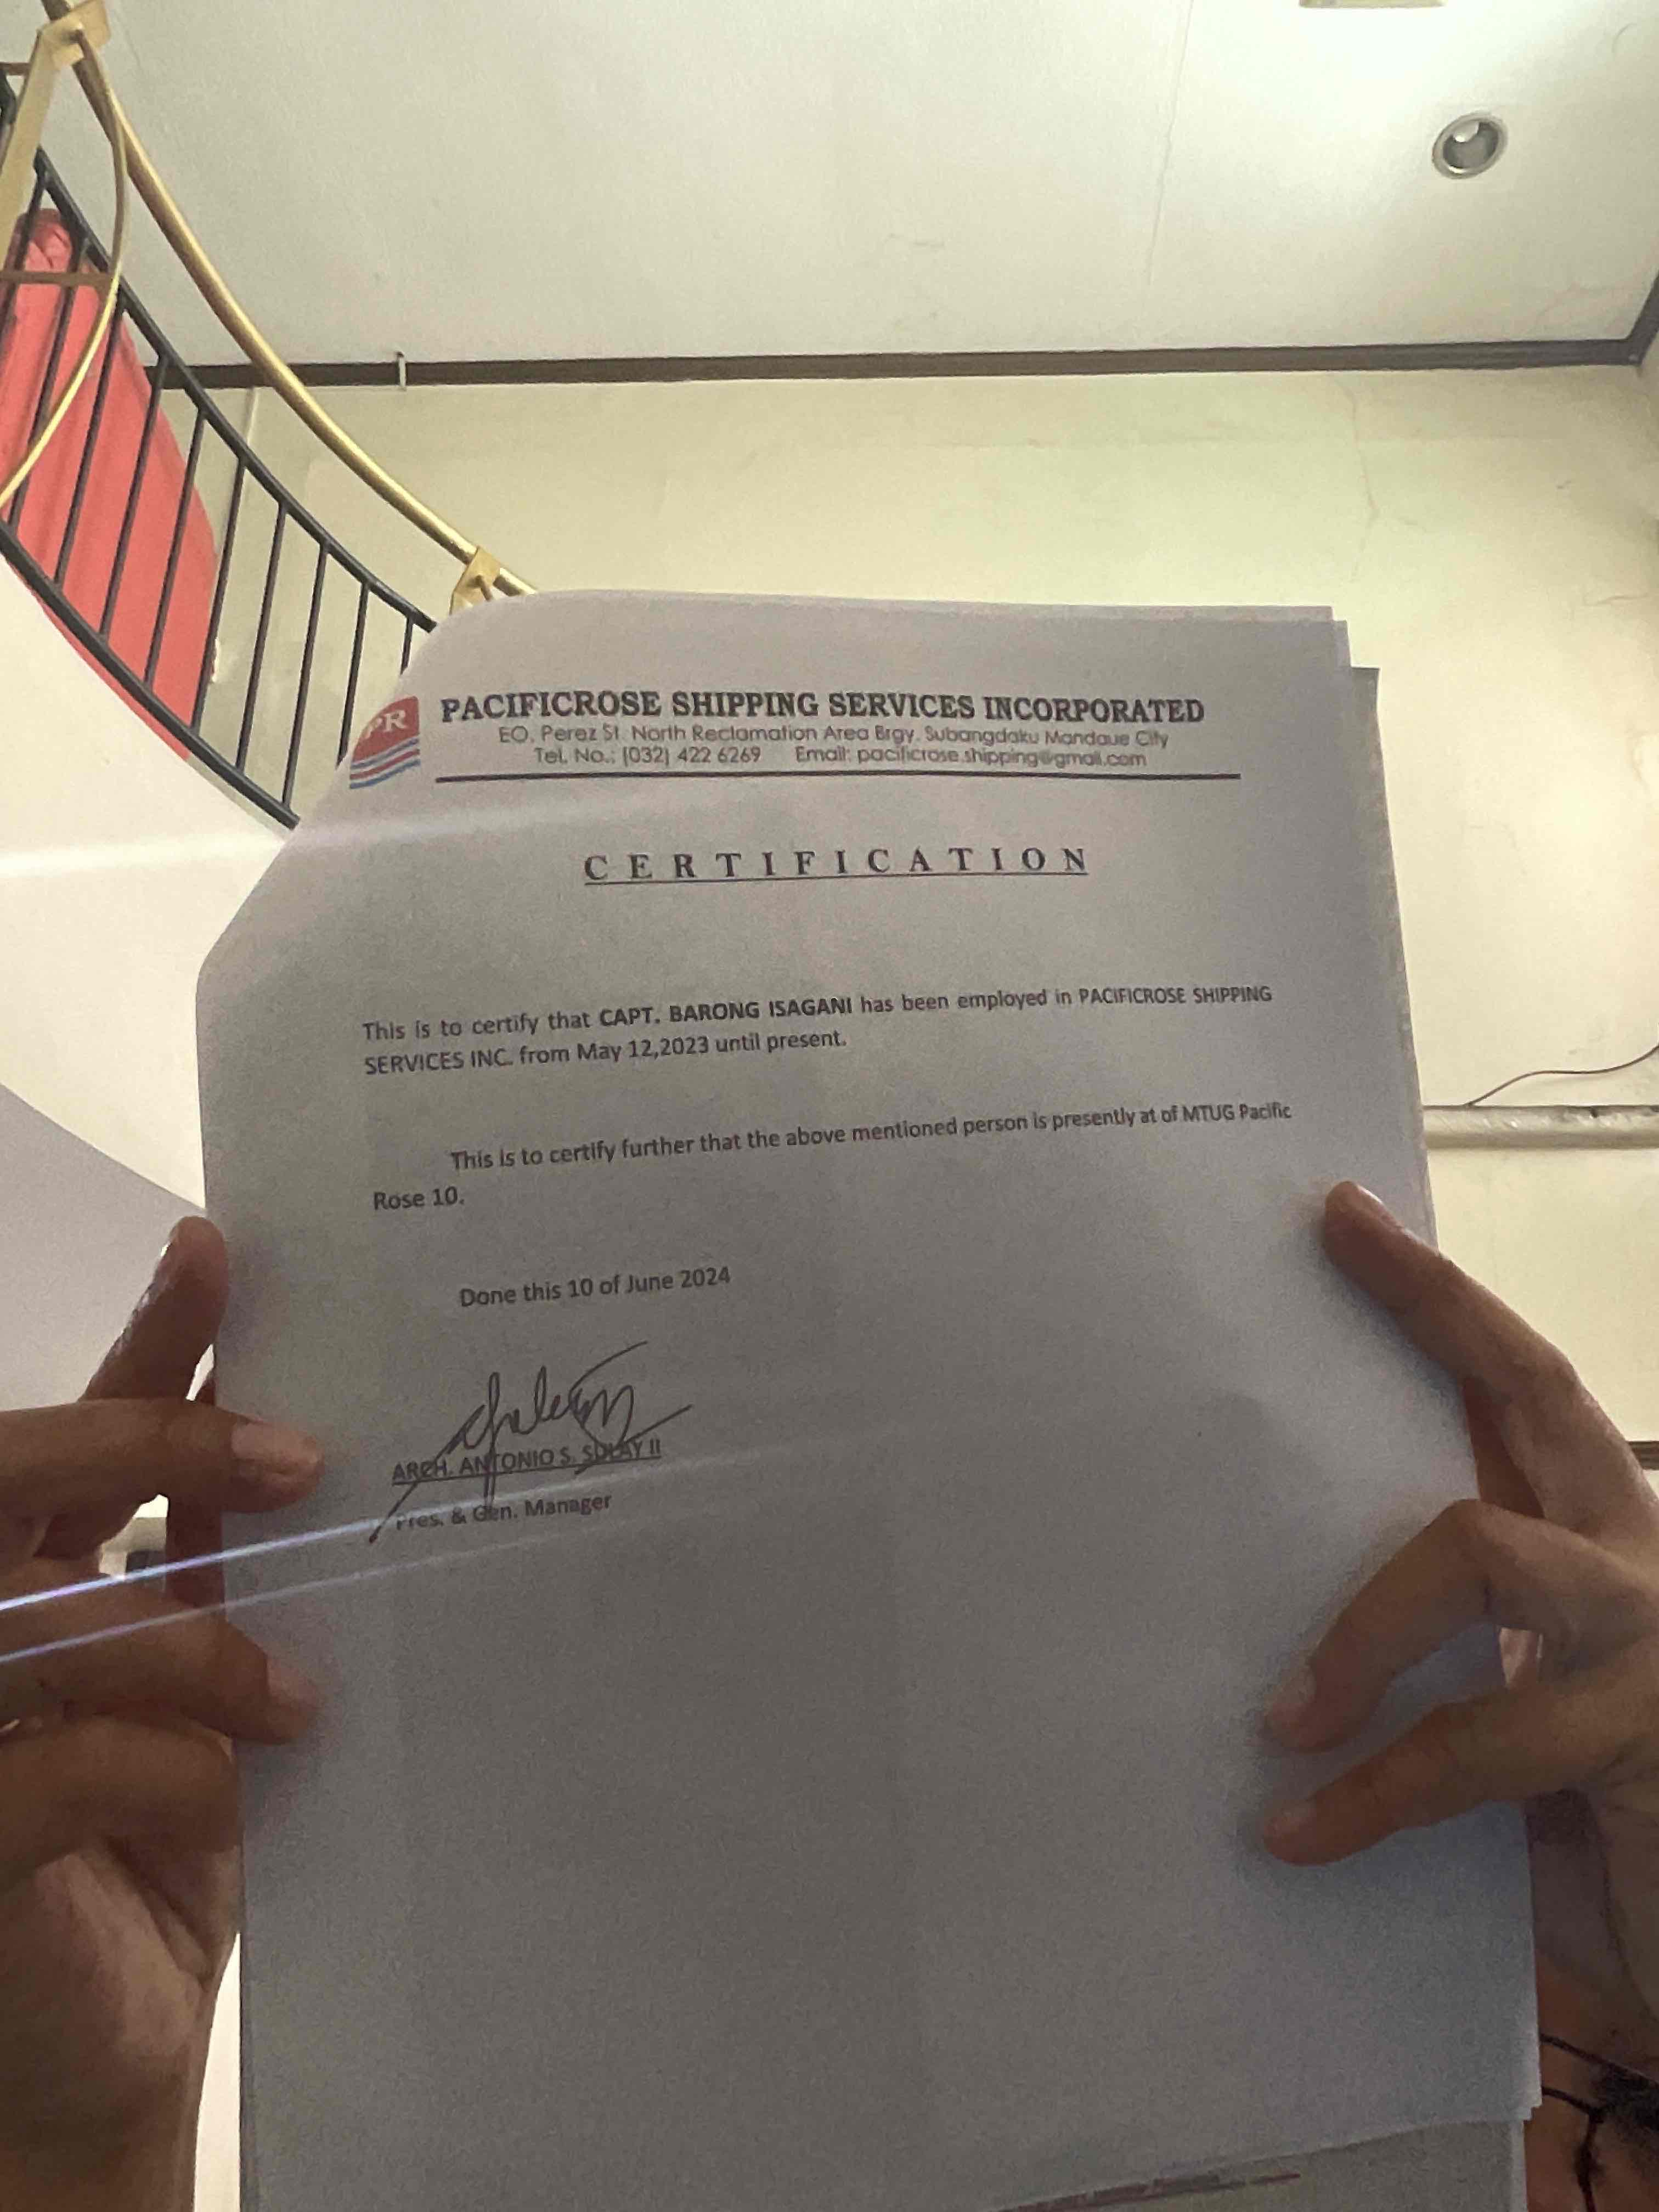 PR
PACIFICROSE SHIPPING SERVICES INCORPORATED
EO. Perez St. North Reclamation Area Brgy. Subangdaku Mandaue City
Tel. No.: (032) 422 6269 Email: pacificrose.shipping@gmail.com
CERTIFICATION
This is to certify that CAPT. BARONG ISAGANI has been employed in PACIFICROSE SHIPPING
SERVICES INC. from May 12,2023 until present.
This is to certify further that the above mentioned person is presently at of MTUG Pacific
Rose 10.
Done this 10 of June 2024
ARCH. ANTONIO S. SULAY II
Pres. & Gen. Manager